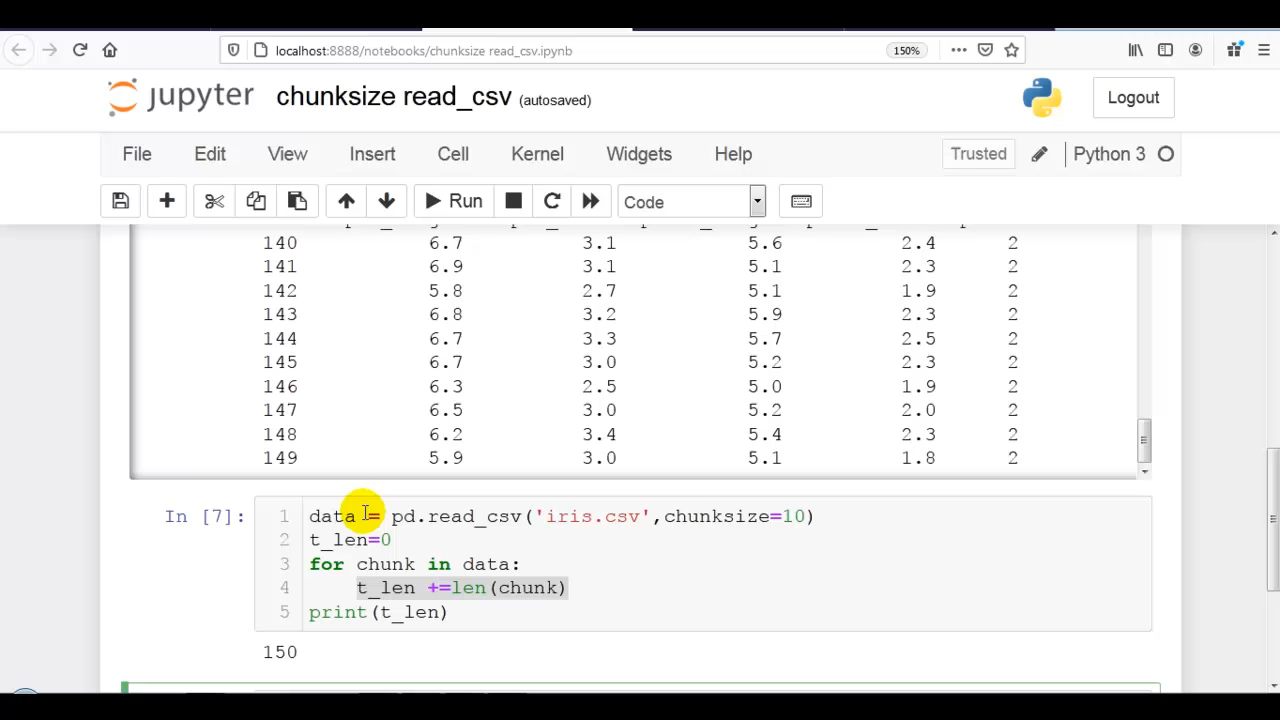 localhost:8888/notebooks/chunksize read_csv.ipynb 150%
jupyter chunksize read_csv (autosaved) Logout
File Edit View Insert Cell Kernel Widgets Help Trusted Python 3
Run Code
140 6.7 3.1 5.6 2.4 2
141 6.9 3.1 5.1 2.3 2
142 5.8 2.7 5.1 1.9 2
143 6.8 3.2 5.9 2.3 2
144 6.7 3.3 5.7 2.5 2
145 6.7 3.0 5.2 2.3 2
146 6.3 2.5 5.0 1.9 2
147 6.5 3.0 5.2 2.0 2
148 6.2 3.4 5.4 2.3 2
149 5.9 3.0 5.1 1.8 2
In [7]: 1 data = pd.read_csv('iris.csv',chunksize=10)
2 t_len=0
3 for chunk in data:
4 t_len +=len(chunk)
5 print(t_len)
150